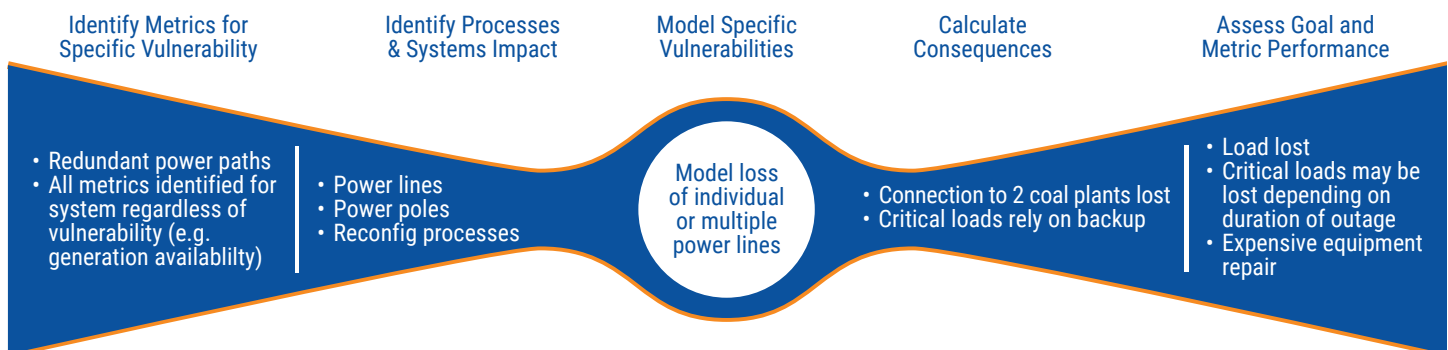 Identify Metrics for
Specific Vulnerability
Identify Processes
& Systems Impact
Model Specific
Vulnerabilities
Calculate
Consequences
Assess Goal and
Metric Performance
• Redundant power paths
• All metrics identified for
system regardless of
vulnerability (e.g.
generation availablilty)
• Power lines
• Power poles
• Reconfig processes
Model loss
of individual
or multiple
power lines
• Connection to 2 coal plants lost
• Critical loads rely on backup
• Load lost
• Critical loads may be
lost depending on
duration of outage
• Expensive equipment
repair